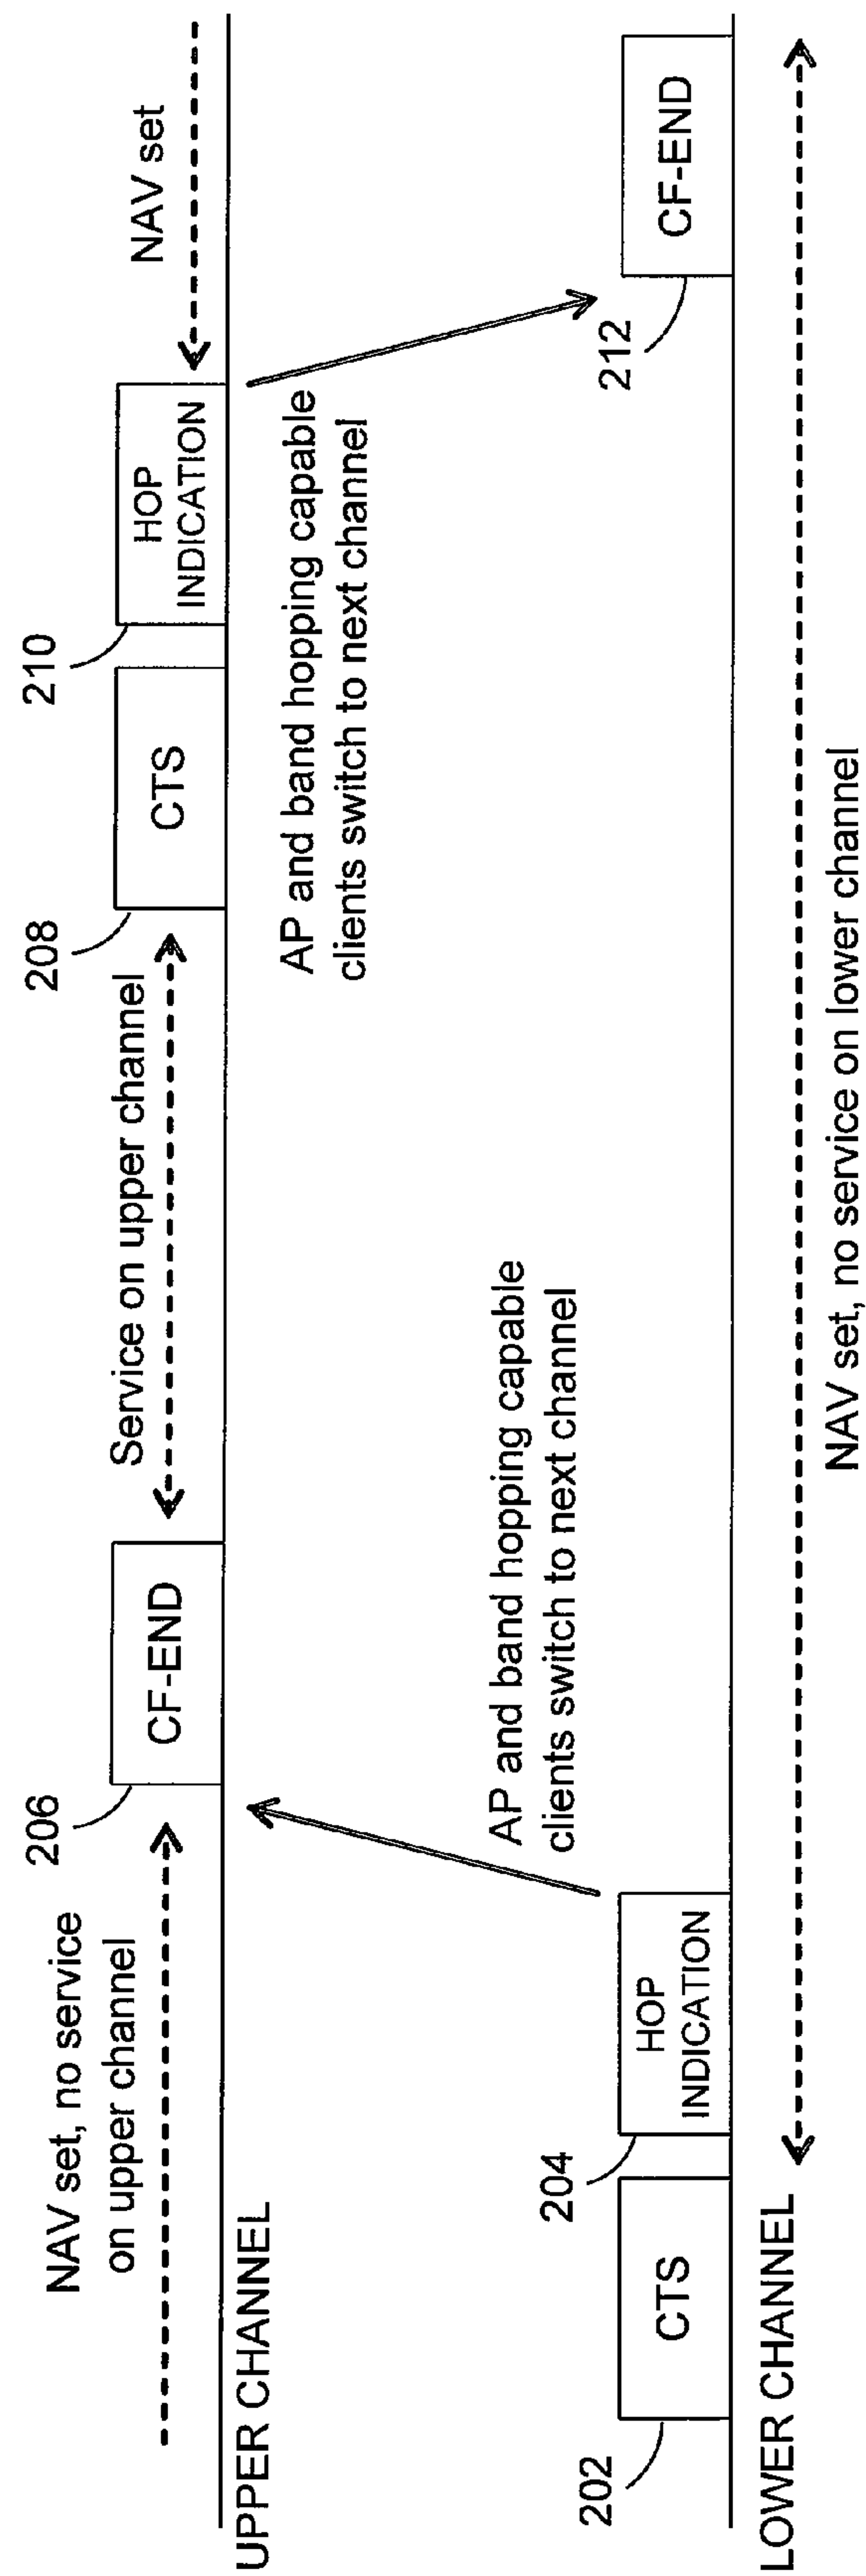 NAV set, no service
on upper channel
206
CF-END
Service on upper channel
208
CTS
210
HOP
INDICATION
NAV set
UPPER CHANNEL
AP and band hopping capable
clients switch to next channel
AP and band hopping capable
clients switch to next channel
202
CTS
204
HOP
INDICATION
212
CF-END
LOWER CHANNEL
NAV set, no service on lower channel